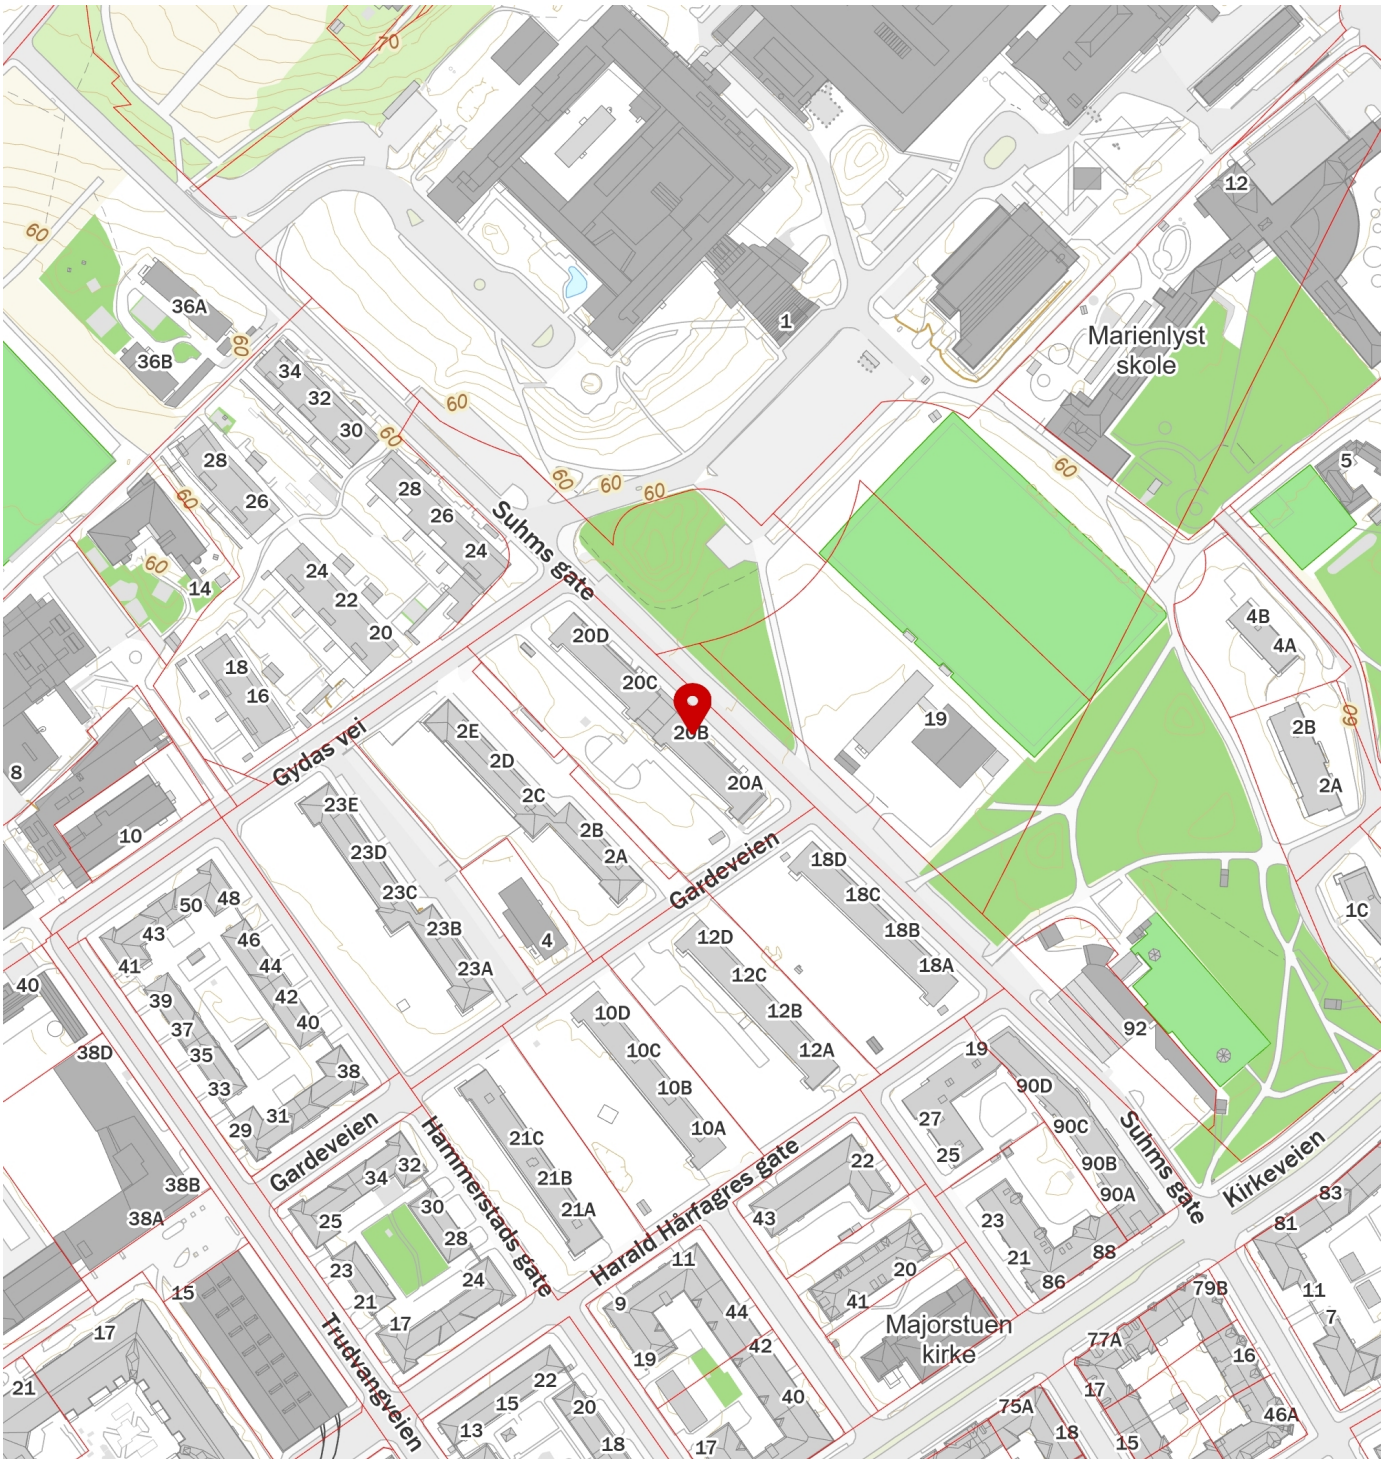 70
12
60
36A
1
Marienlyst
skole
36B
60
34
32
60
30
60
5
28
60
28
26
60
60
60
60
26
Suhms gate
24
60
14
24
22
4B
20
20D
4A
18
20C
16
60
2E
19
2B
20B
Gydas vei
2D
8
20A
2A
2C
23E
10
2B
23D
2A
18D
Gardeveien
23C
18C
50
48
1C
43
23B
18B
46
12D
4
41
44
23A
12C
18A
40
39
42
10D
12B
37
40
92
38D
35
10C
12A
19
33
38
10B
90D
31
27
90C
29
21C
10A
Suhms gate
Gardeveien
Hammerstads gate
25
22
32
90B
34
21B
Harald Hårfagres gate
Kirkeveien
38B
90A
83
30
21A
38A
25
43
23
81
28
21
88
11
23
24
20
86
79B
15
21
9
41
11
17
44
7
17
Majorstuen
kirke
77A
42
16
19
Trudvangveien
22
21
20
40
17
15
75A
46A
13
18
17
18
15